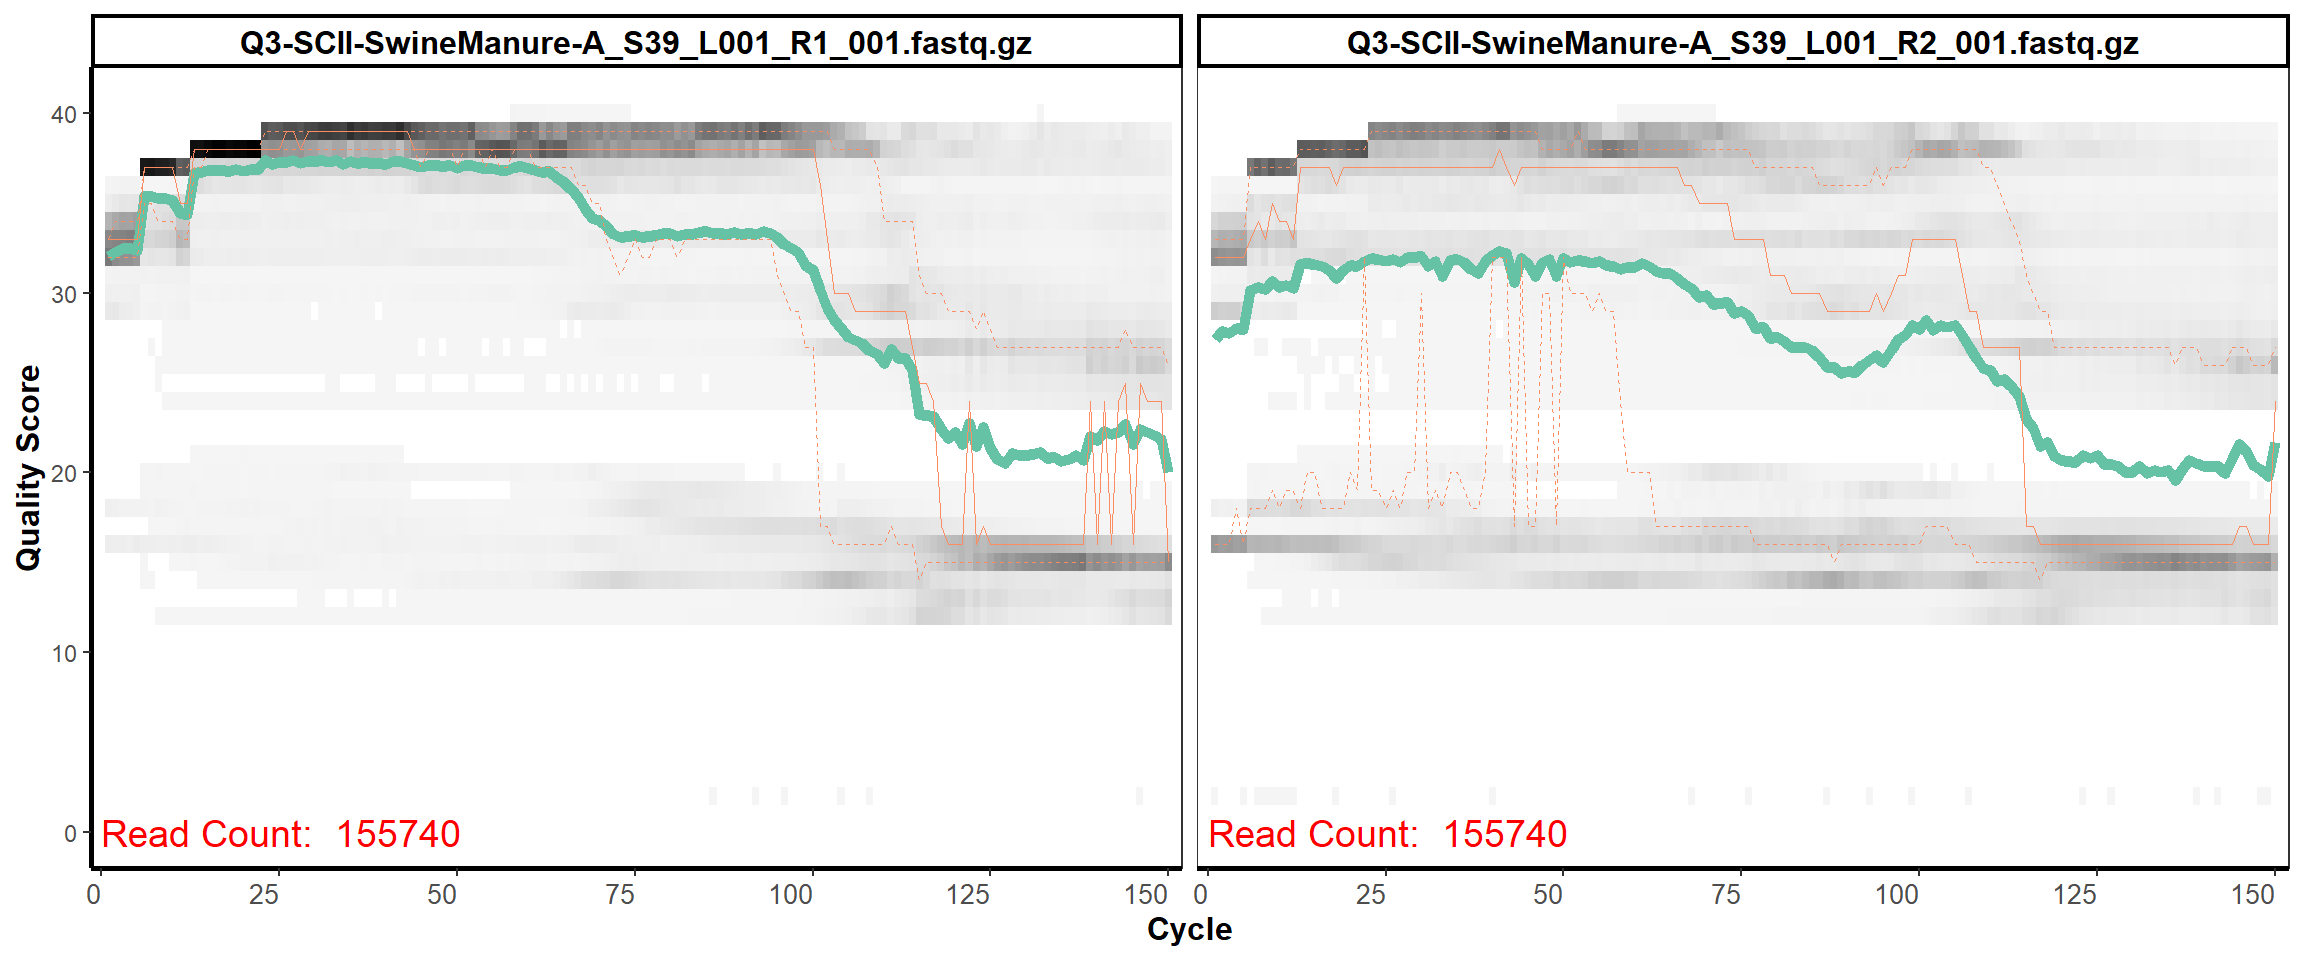 Q3-SCII-SwineManure-A_S39_L001_R1_001.fastq.gz
Q3-SCII-SwineManure-A_S39_L001_R2_001.fastq.gz
Quality Score
40
30
20
10
0
Read Count: 155740
Read Count: 155740
0 25 50 75 100 125 150
0 25 50 75 100 125 150
Cycle